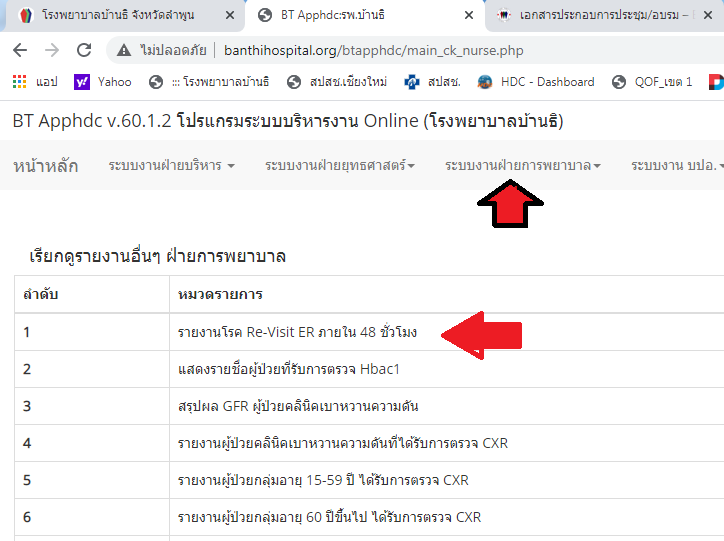 โรงพยาบาลบ้านธิ จังหวัดลำพูน
BT Apphdc:รพ.บ้านธิ
เอกสารประกอบการประชุม/อบรม –
ไม่ปลอดภัย | banthihospital.org/btapphdc/main_ck_nurse.php
แอป Yahoo ::: โรงพยาบาลบ้านธิ สปสช.เชียงใหม่ สปสช. HDC - Dashboard QOF_เขต 1
BT Apphdc v.60.1.2 โปรแกรมระบบบริหารงาน Online (โรงพยาบาลบ้านธิ)
หน้าหลัก ระบบงานฝ่ายบริหาร ระบบงานฝ่ายยุทธศาสตร์ ระบบงานฝ่ายการพยาบาล ระบบงาน บปอ.
เรียกดูรายงานอื่นๆ ฝ่ายการพยาบาล
ลำดับ หมวดรายการ
1 รายงานโรค Re-Visit ER ภายใน 48 ชั่วโมง
2 แสดงรายชื่อผู้ป่วยที่รับการตรวจ Hbac1
3 สรุปผล GFR ผู้ป่วยคลินิคเบาหวานความดัน
4 รายงานผู้ป่วยคลินิคเบาหวานความดันที่ได้รับการตรวจ CXR
5 รายงานผู้ป่วยกลุ่มอายุ 15-59 ปี ได้รับการตรวจ CXR
6 รายงานผู้ป่วยกลุ่มอายุ 60 ปีขึ้นไป ได้รับการตรวจ CXR